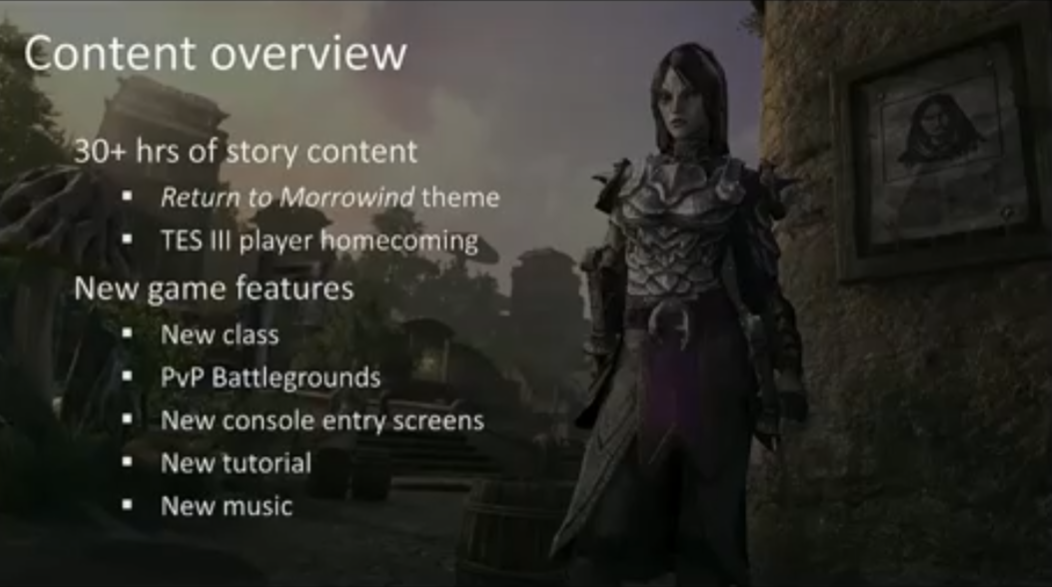 Content overview
30+ hrs of story content
▪ Return to Morrowind theme
▪ TES III player homecoming
New game features
▪ New class
▪ PvP Battlegrounds
▪ New console entry screens
▪ New tutorial
▪ New music